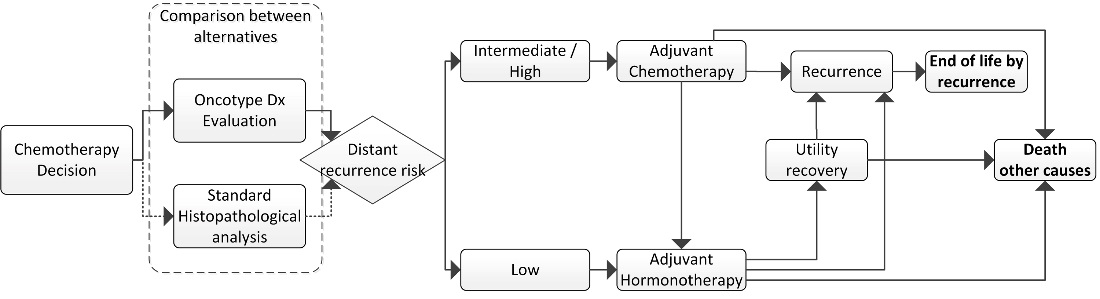 Comparison between
alternatives
Chemotherapy
Decision
Oncotype Dx
Evaluation
Standard
Histopathological
analysis
Distant
recurrence risk
Intermediate /
High
Low
Adjuvant
Chemotherapy
Adjuvant
Hormonotherapy
Recurrence
Utility
recovery
End of life by
recurrence
Death
other causes